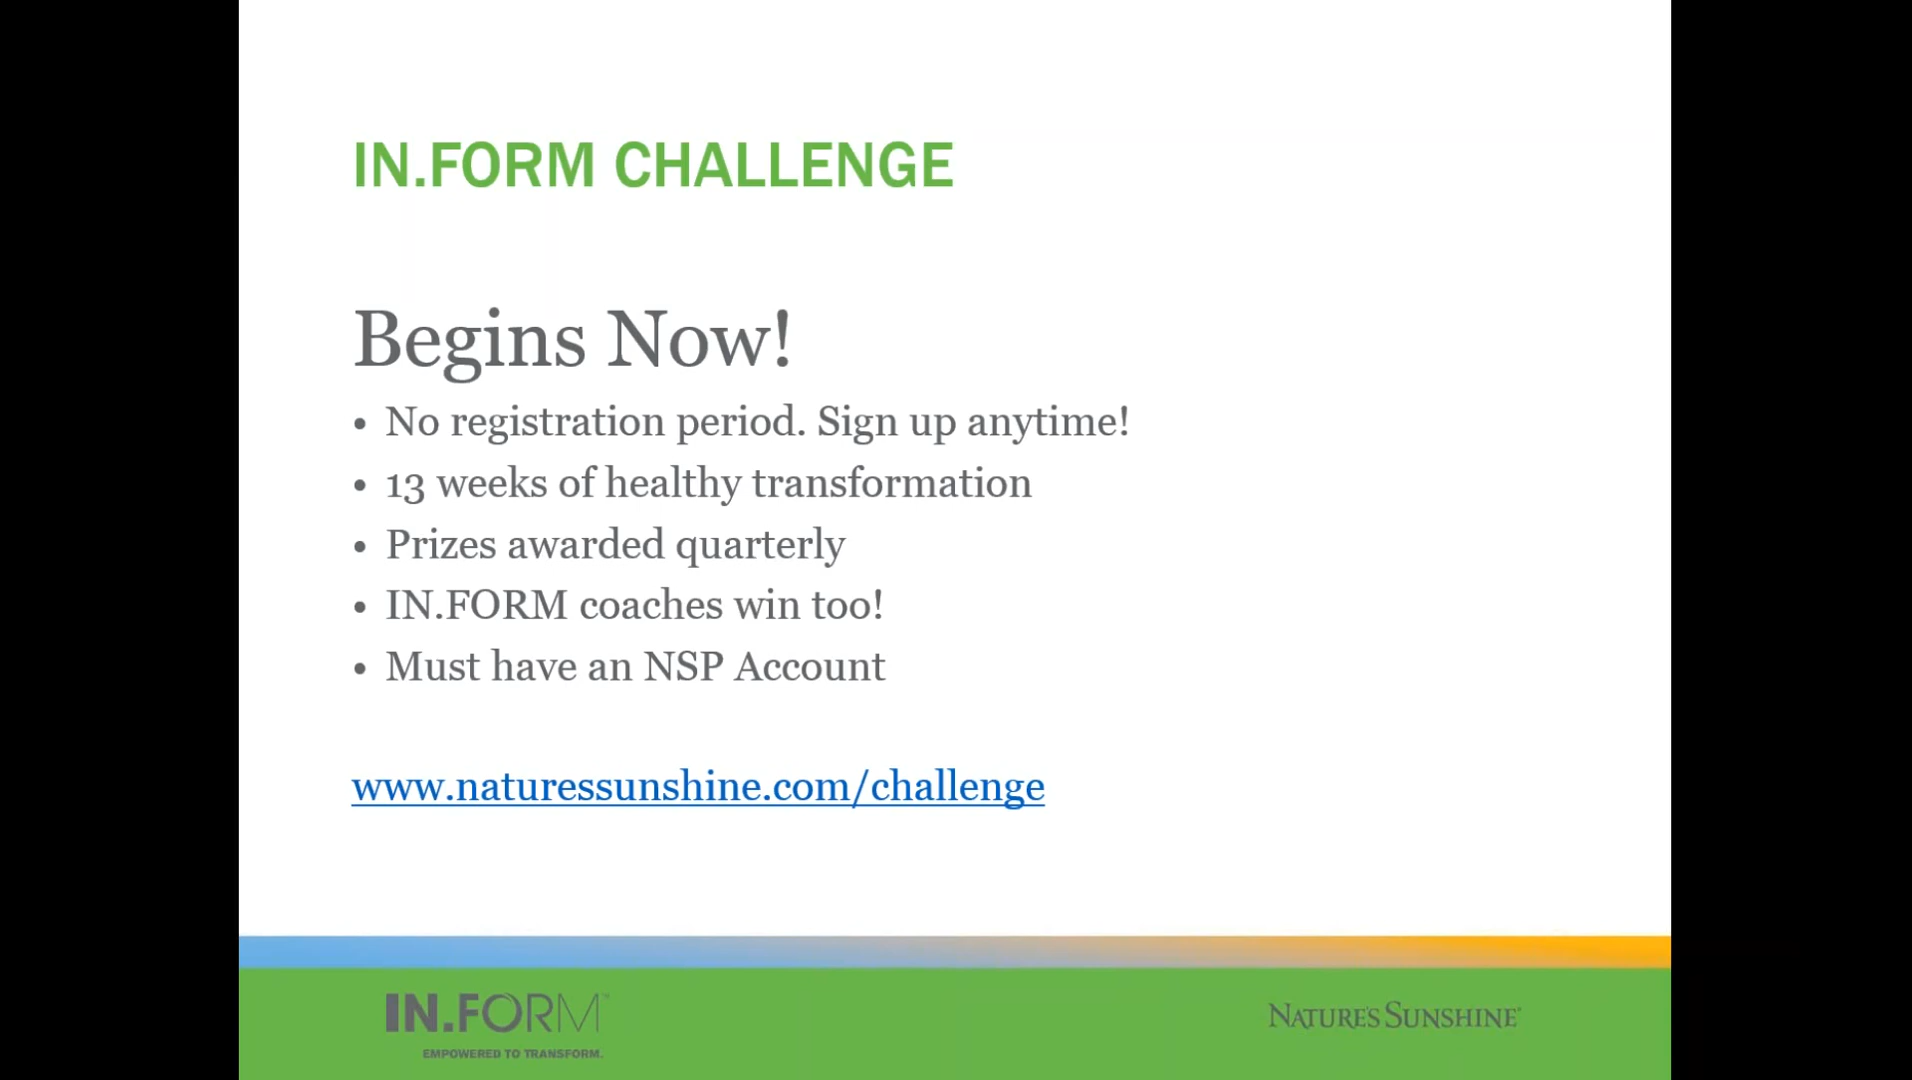 IN.FORM CHALLENGE
Begins Now!
• No registration period. Sign up anytime!
• 13 weeks of healthy transformation
• Prizes awarded quarterly
• IN.FORM coaches win too!
• Must have an NSP Account
www.naturessunshine.com/challenge
IN.FORM™
EMPOWERED TO TRANSFORM.
NATURE'S SUNSHINE®